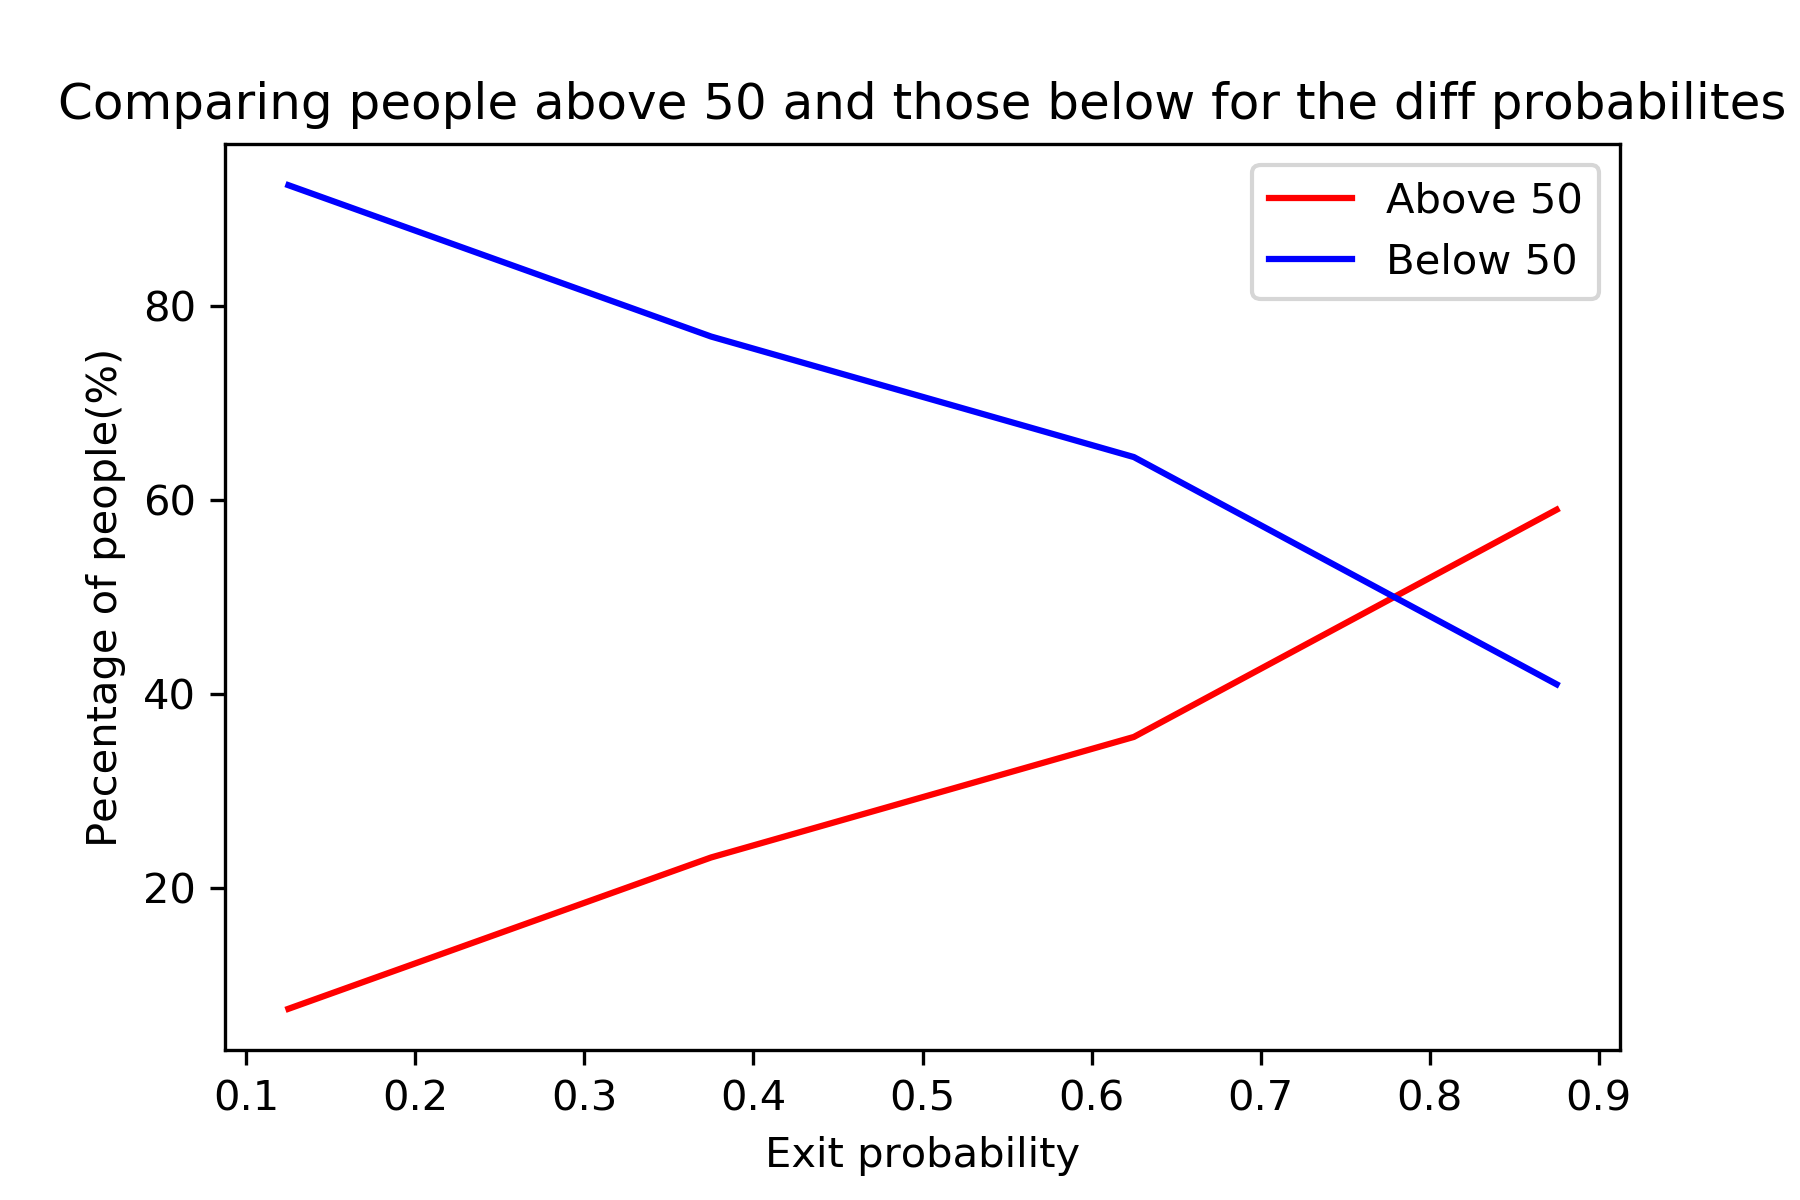 Comparing people above 50 and those below for the diff probabilites
Above 50
Below 50
Pecentage of people(%)
80
60
40
20
0.1 0.2 0.3 0.4 0.5 0.6 0.7 0.8 0.9
Exit probability